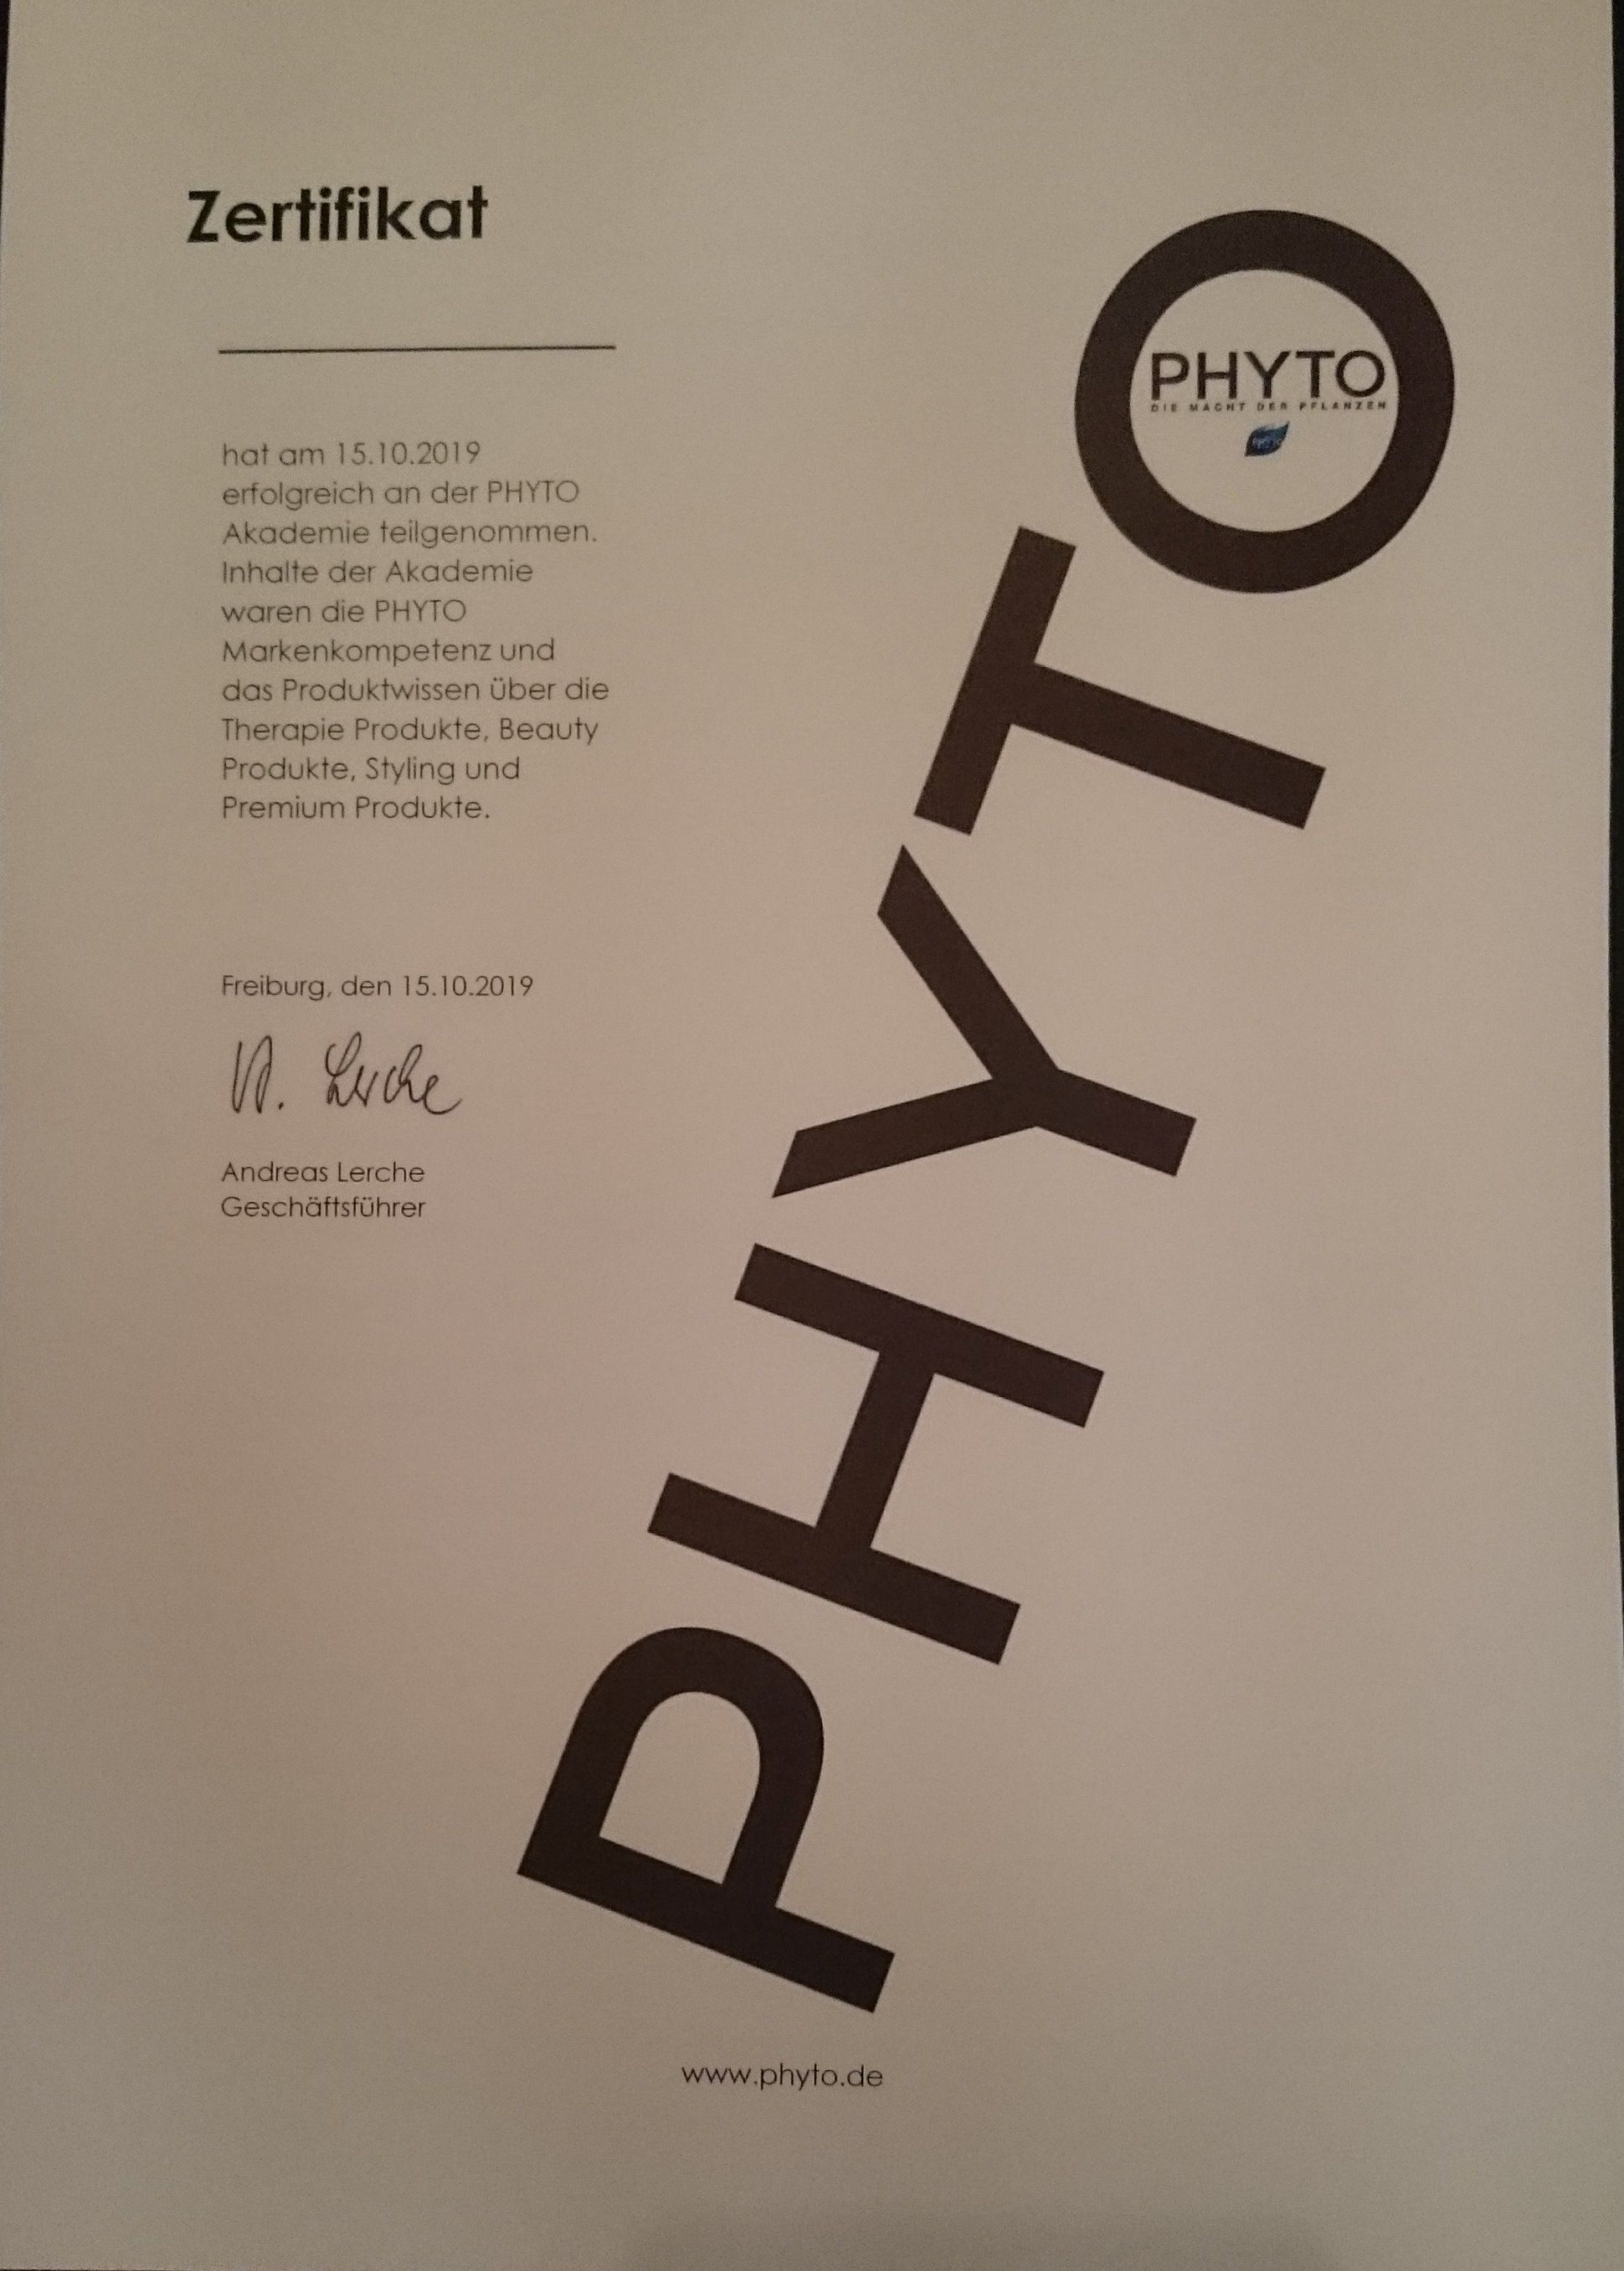 Zertifikat
hat am 15.10.2019
erfolgreich an der PHYTO
Akademie teilgenommen.
Inhalte der Akademie
waren die PHYTO
Markenkompetenz und
das Produktwissen über die
Therapie Produkte, Beauty
Produkte, Styling und
Premium Produkte.
Freiburg, den 15.10.2019
A. Lerche
Andreas Lerche
Geschäftsführer
PHYTO
PHYTO
DIE MACHT DER PFLANZEN
www.phyto.de